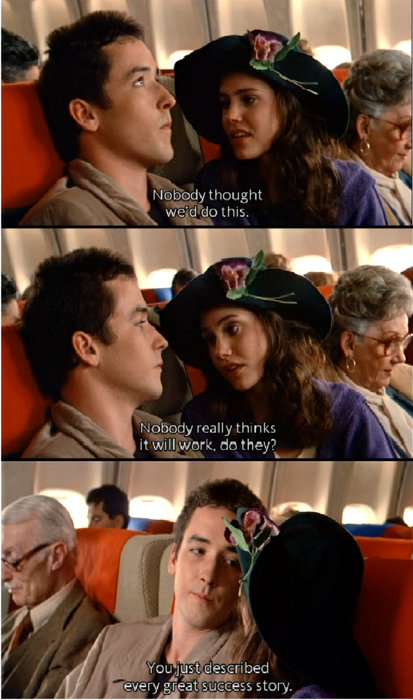 Nobody thought
we'd do this.
Nobody really thinks
it will work, do they?
You just described
every great success story.